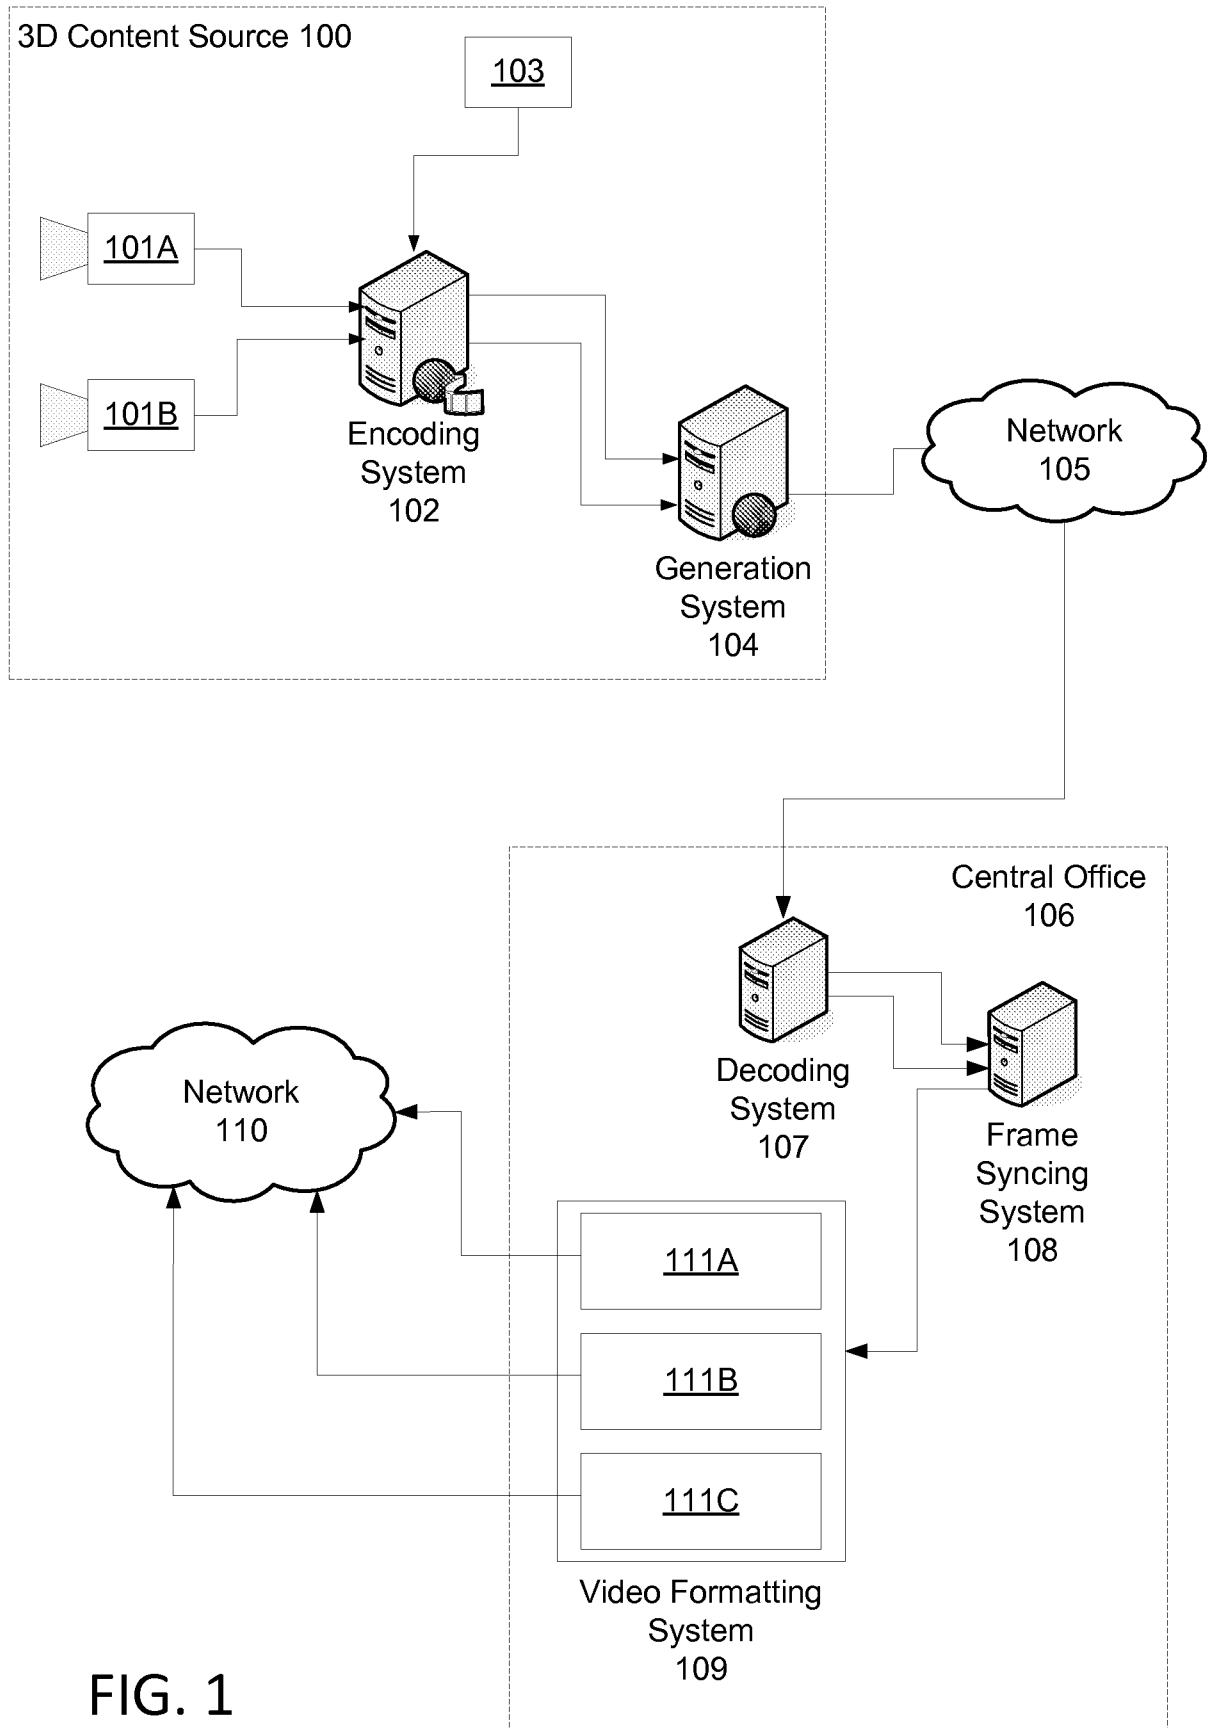 3D Content Source 100
103
101A
101B
Encoding
System
102
Generation
System
104
Network
105
Central Office
106
Decoding
System
107
Frame
Syncing
System
108
Network
110
111A
111B
111C
Video Formatting
System
109
FIG. 1